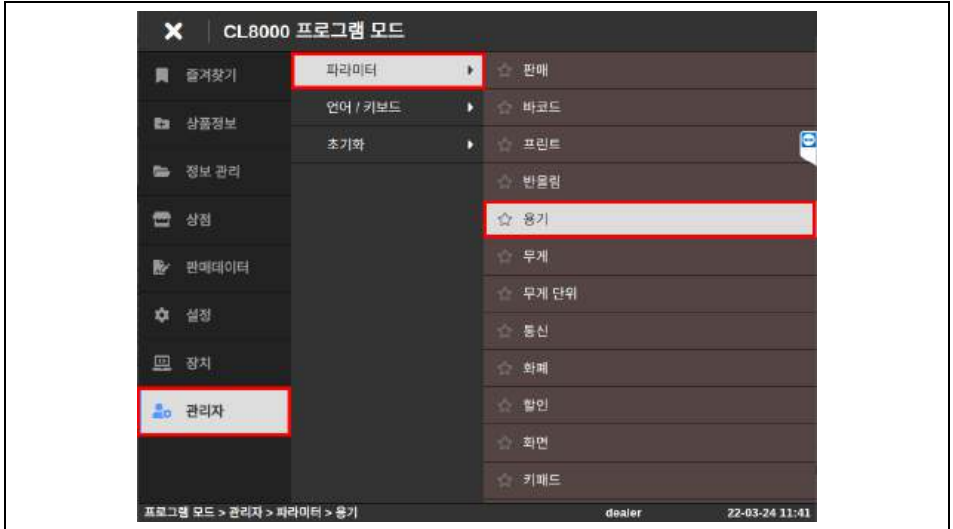 CL8000 프로그램 모드
즐겨찾기
상품정보
정보 관리
상점
판매데이터
설정
장치
관리자
파라미터
언어 / 키보드
초기화
판매
바코드
프린트
반올림
용기
무게
무게 단위
통신
화폐
할인
화면
키패드
프로그램 모드 > 관리자 > 파라미터 > 용기
dealer
22-03-24 11:41